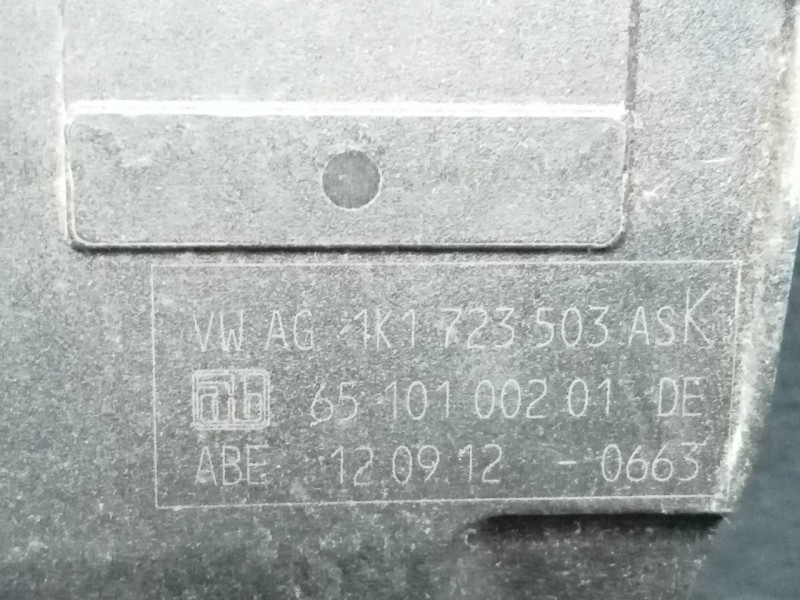 VW AG 1K1 723 503 ASK
65 101 002 01 DE
ABE 12 09 12 - 0663